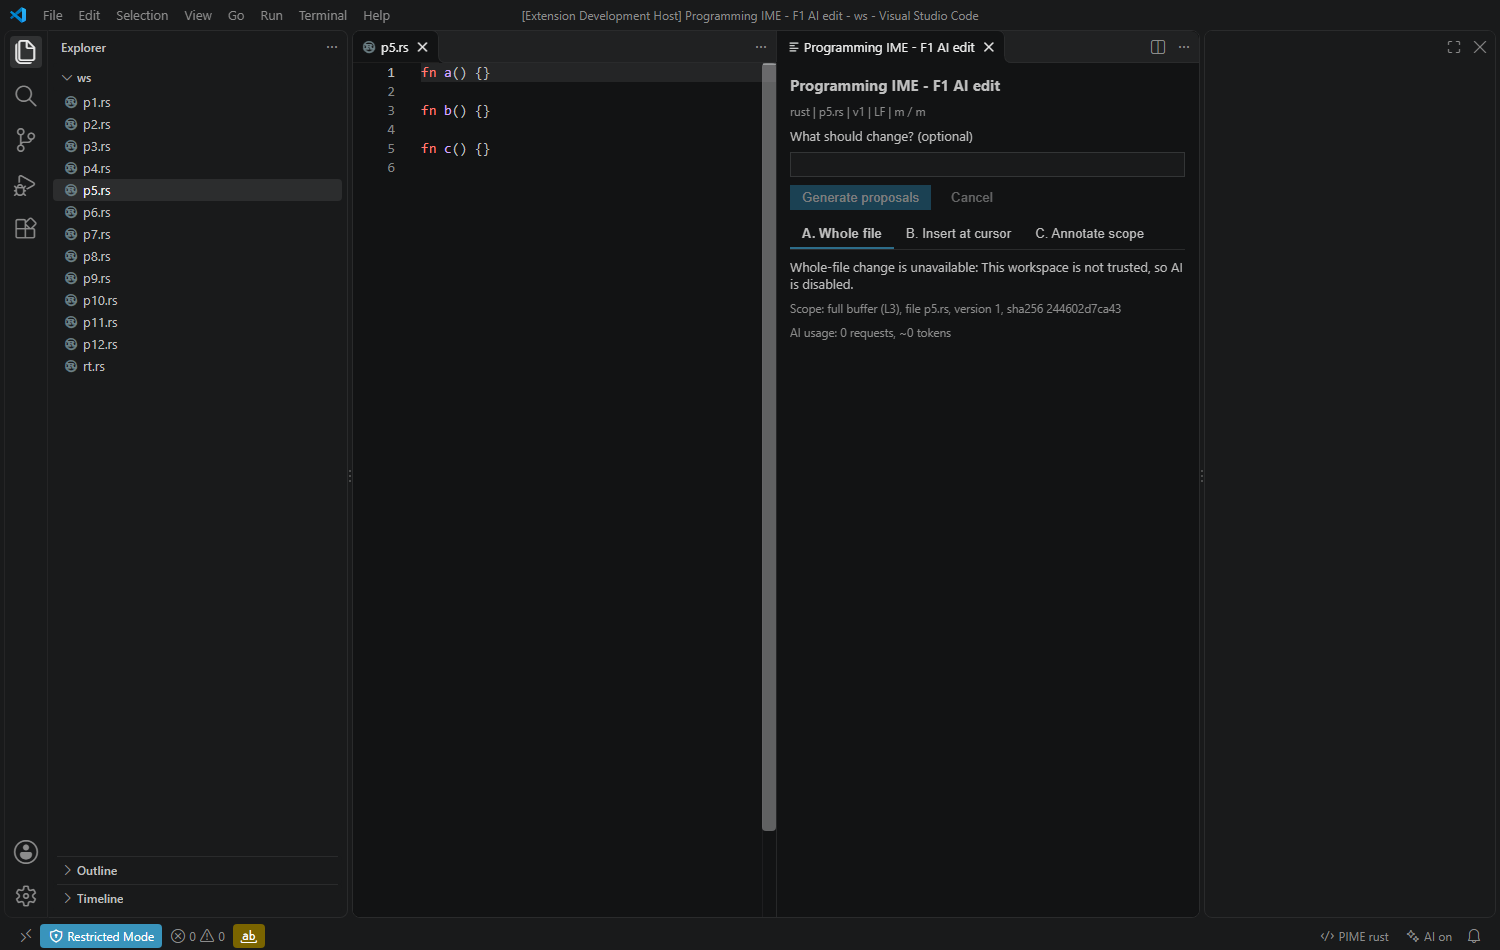 File Edit Selection View Go Run Terminal Help
[Extension Development Host] Programming IME - F1 AI edit - ws - Visual Studio Code
Explorer
ws
p1.rs
p2.rs
p3.rs
p4.rs
p5.rs
p6.rs
p7.rs
p8.rs
p9.rs
p10.rs
p11.rs
p12.rs
rt.rs
Outline
Timeline
p5.rs
1 fn a() {}
2
3 fn b() {}
4
5 fn c() {}
6
Programming IME - F1 AI edit
Programming IME - F1 AI edit
rust | p5.rs | v1 | LF | m / m
What should change? (optional)
Generate proposals Cancel
A. Whole file B. Insert at cursor C. Annotate scope
Whole-file change is unavailable: This workspace is not trusted, so AI
is disabled.
Scope: full buffer (L3), file p5.rs, version 1, sha256 244602d7ca43
AI usage: 0 requests, ~0 tokens
Restricted Mode 0 0 ab
PIME rust AI on